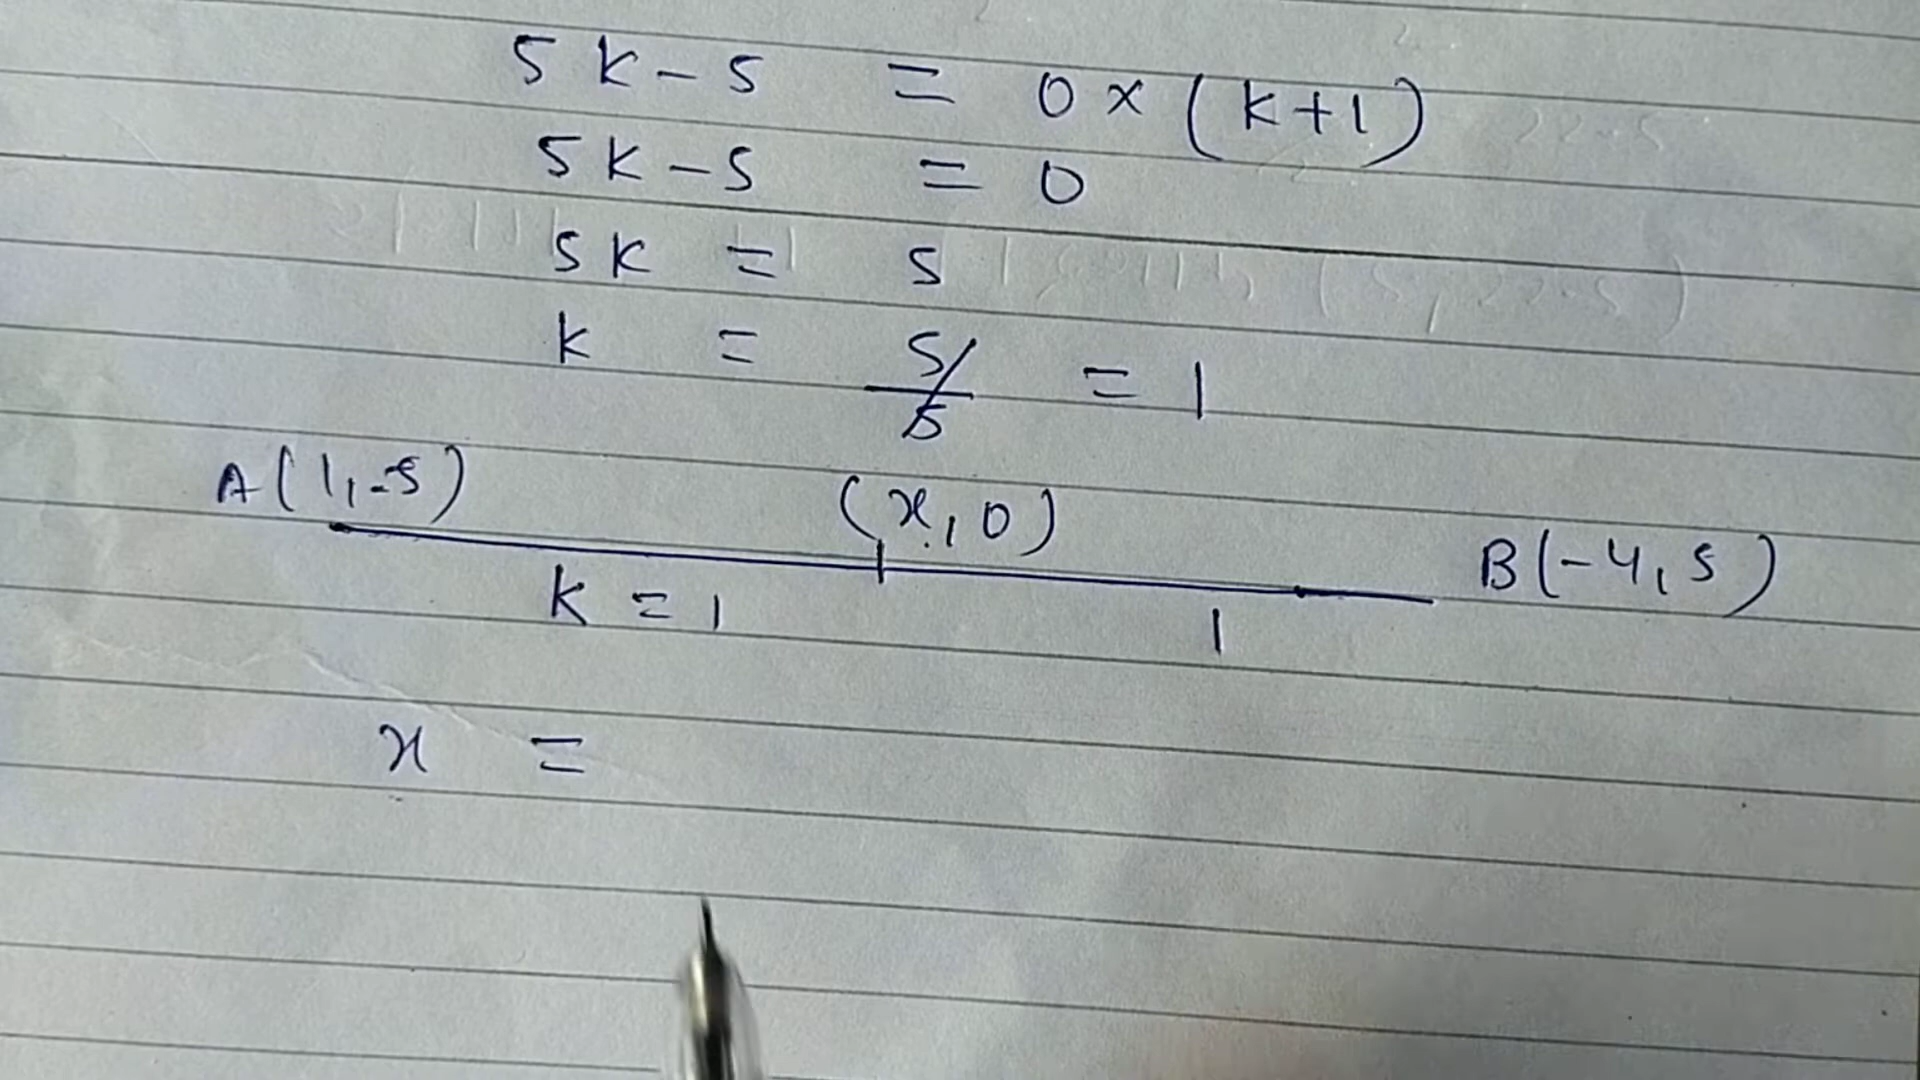 5k - 5 = 0 × (k + 1)
5k - 5 = 0
5k = 5
k = 5/5 = 1
A(1, -5) (x, 0) B(-4, 5)
k = 1 1
x =